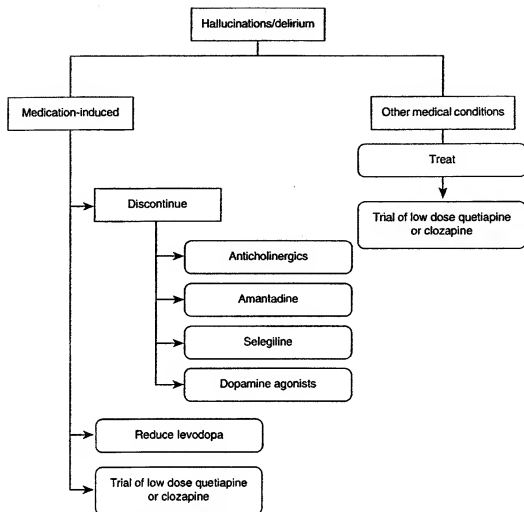 Hallucinations/delirium
Medication-induced
Other medical conditions
Treat
Discontinue
Trial of low dose quetiapine
or clozapine
Anticholinergics
Amantadine
Selegiline
Dopamine agonists
Reduce levodopa
Trial of low dose quetiapine
or clozapine